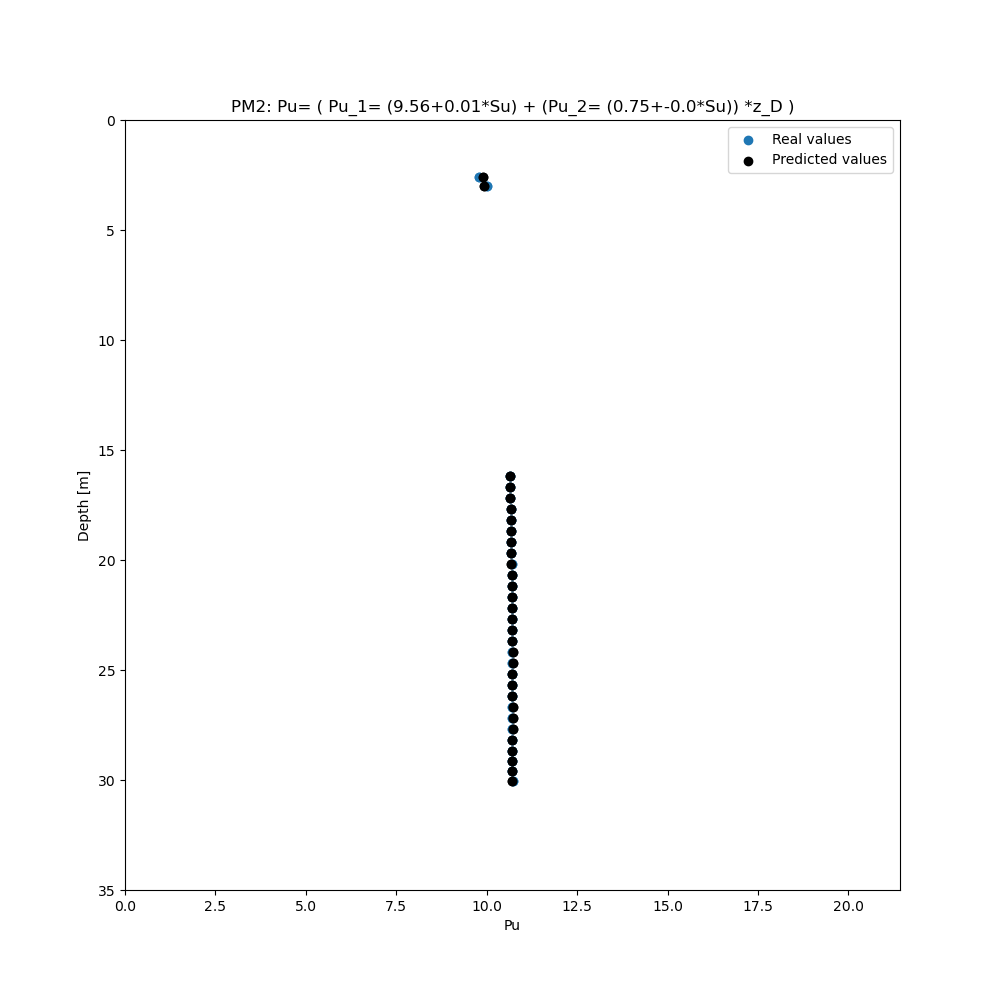 PM2: Pu= ( Pu_1= (9.56+0.01*Su) + (Pu_2= (0.75+-0.0*Su)) *z_D )
Real values
Predicted values
0
5
10
15
20
25
30
35
Depth [m]
0.0 2.5 5.0 7.5 10.0 12.5 15.0 17.5 20.0
Pu